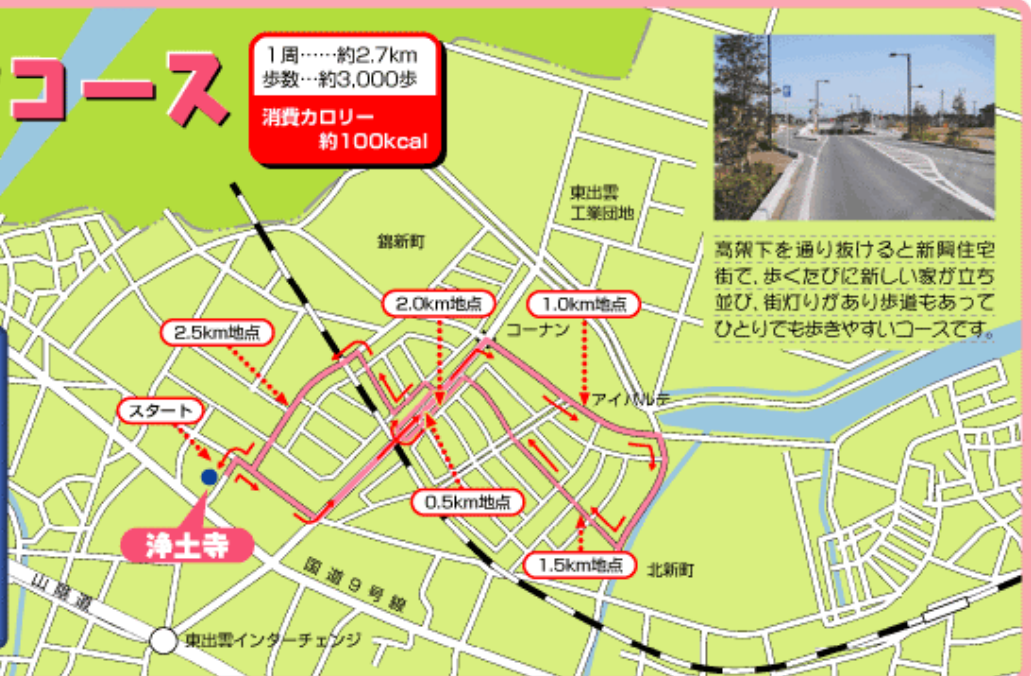 コース
1周……約2.7km
歩数…約3,000歩
消費カロリー
約100kcal
東出雲
工業団地
錦新町
高架下を通り抜けると新興住宅
街で、歩くたびに新しい家が立ち
並び、街灯りがあり歩道もあって
ひとりでも歩きやすいコースです。
2.0km地点
1.0km地点
2.5km地点
コーナン
アイパルテ
スタート
0.5km地点
浄土寺
1.5km地点
北新町
国道9号線
山陰道
東出雲インターチェンジ